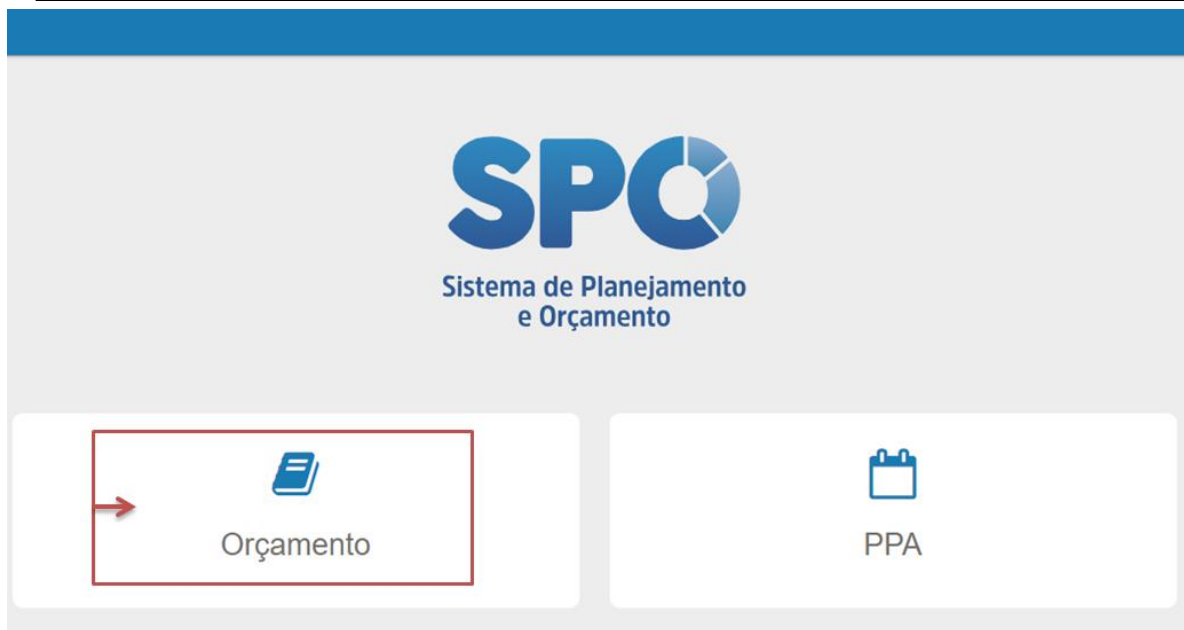 SPO
Sistema de Planejamento
e Orçamento
Orçamento
PPA